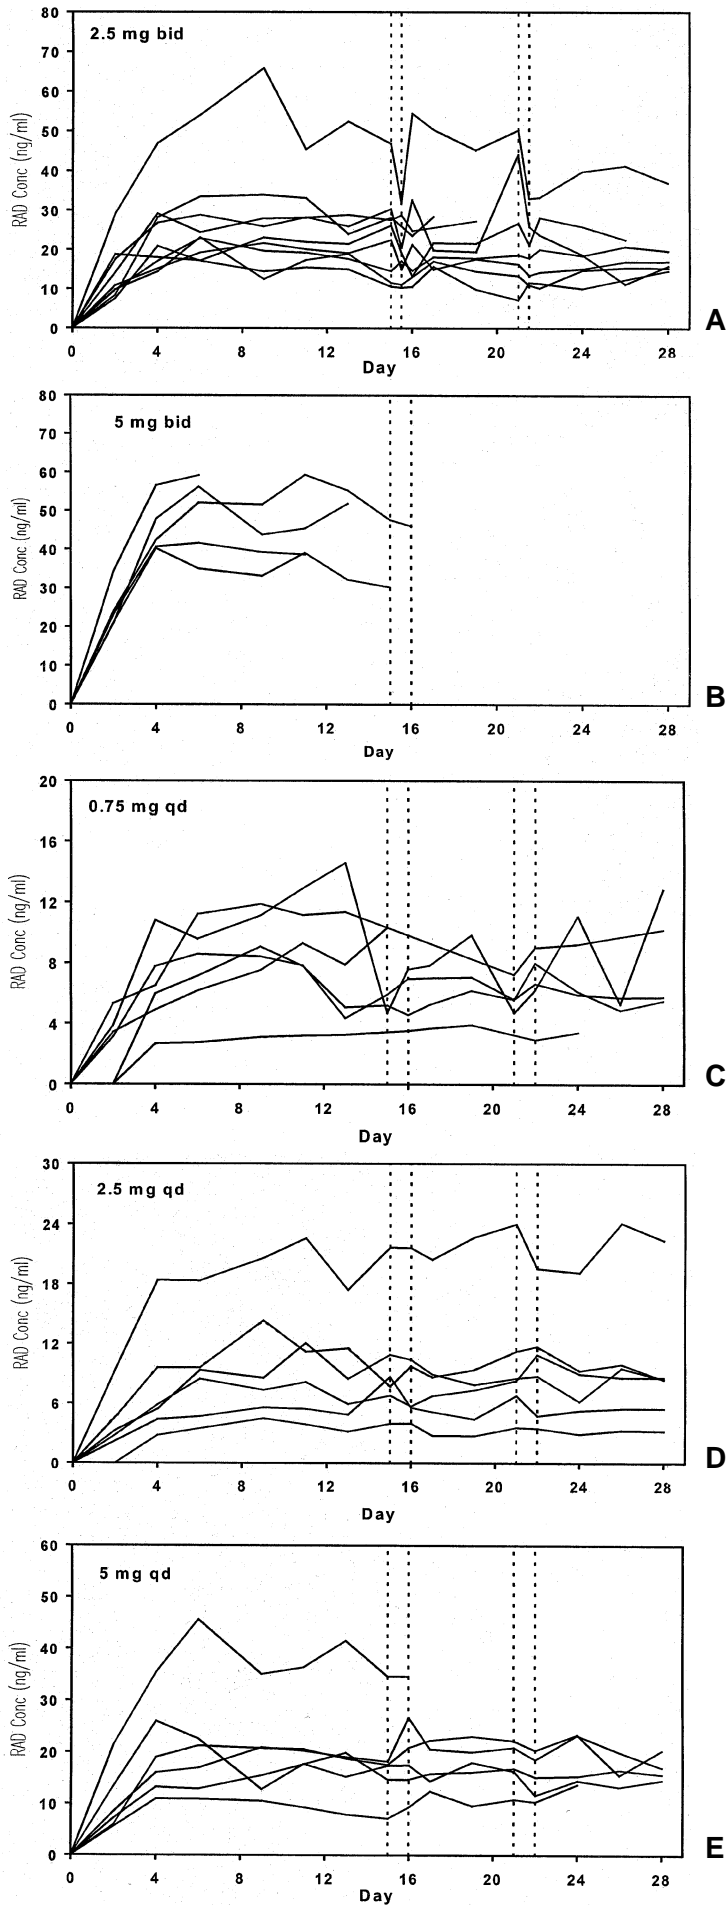 80
2.5 mg bid
70
60
50
40
30
20
10
0
RAD Conc (ng/ml)
0 4 8 12 16 20 24 28
Day
A
80
5 mg bid
70
60
50
40
30
20
10
0
RAD Conc (ng/ml)
0 4 8 12 16 20 24 28
Day
B
20
0.75 mg qd
16
12
8
4
0
RAD Conc (ng/ml)
0 4 8 12 16 20 24 28
Day
C
30
2.5 mg qd
24
18
12
6
0
RAD Conc (ng/ml)
0 4 8 12 16 20 24 28
Day
D
60
5 mg qd
50
40
30
20
10
0
RAD Conc (ng/ml)
0 4 8 12 16 20 24 28
Day
E